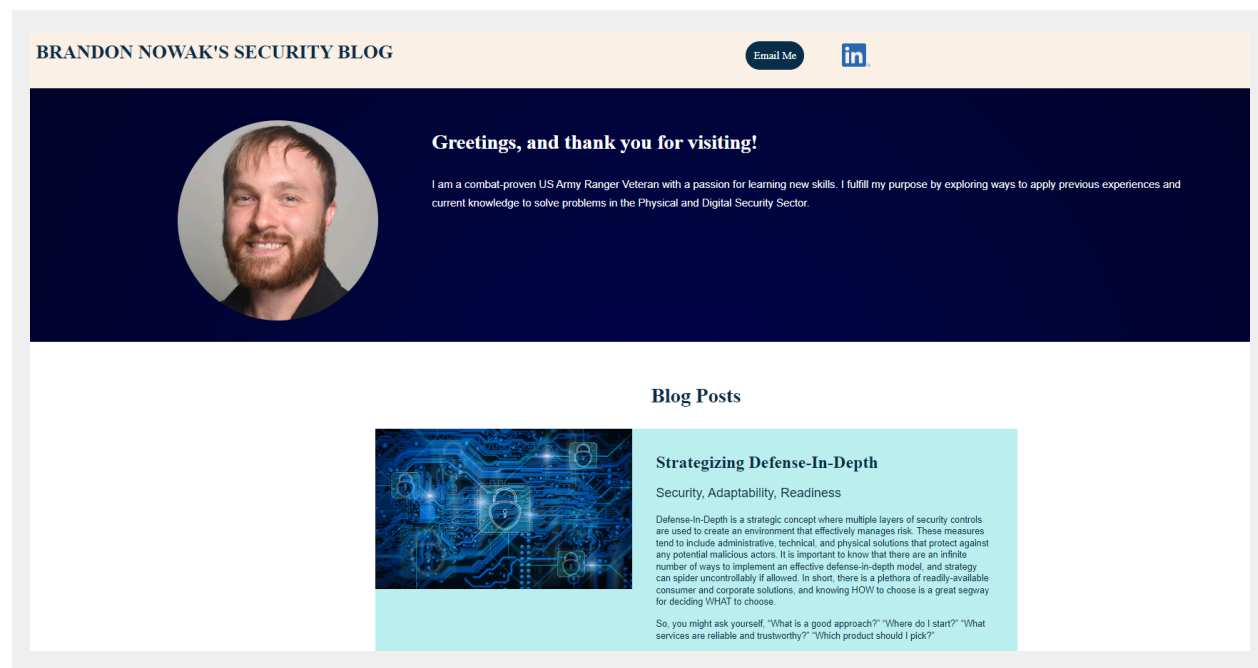 BRANDON NOWAK'S SECURITY BLOG
Email Me
in
Greetings, and thank you for visiting!
I am a combat-proven US Army Ranger Veteran with a passion for learning new skills. I fulfill my purpose by exploring ways to apply previous experiences and
current knowledge to solve problems in the Physical and Digital Security Sector.
Blog Posts
Strategizing Defense-In-Depth
Security, Adaptability, Readiness
Defense-In-Depth is a strategic concept where multiple layers of security controls
are used to create an environment that effectively manages risk. These measures
tend to include administrative, technical, and physical solutions that protect against
any potential malicious actors. It is important to know that there are an infinite
number of ways to implement an effective defense-in-depth model, and strategy
can spider uncontrollably if allowed. In short, there is a plethora of readily-available
consumer and corporate solutions, and knowing HOW to choose is a great segway
for deciding WHAT to choose.
So, you might ask yourself, “What is a good approach?” “Where do I start?” “What
services are reliable and trustworthy?” “Which product should I pick?”